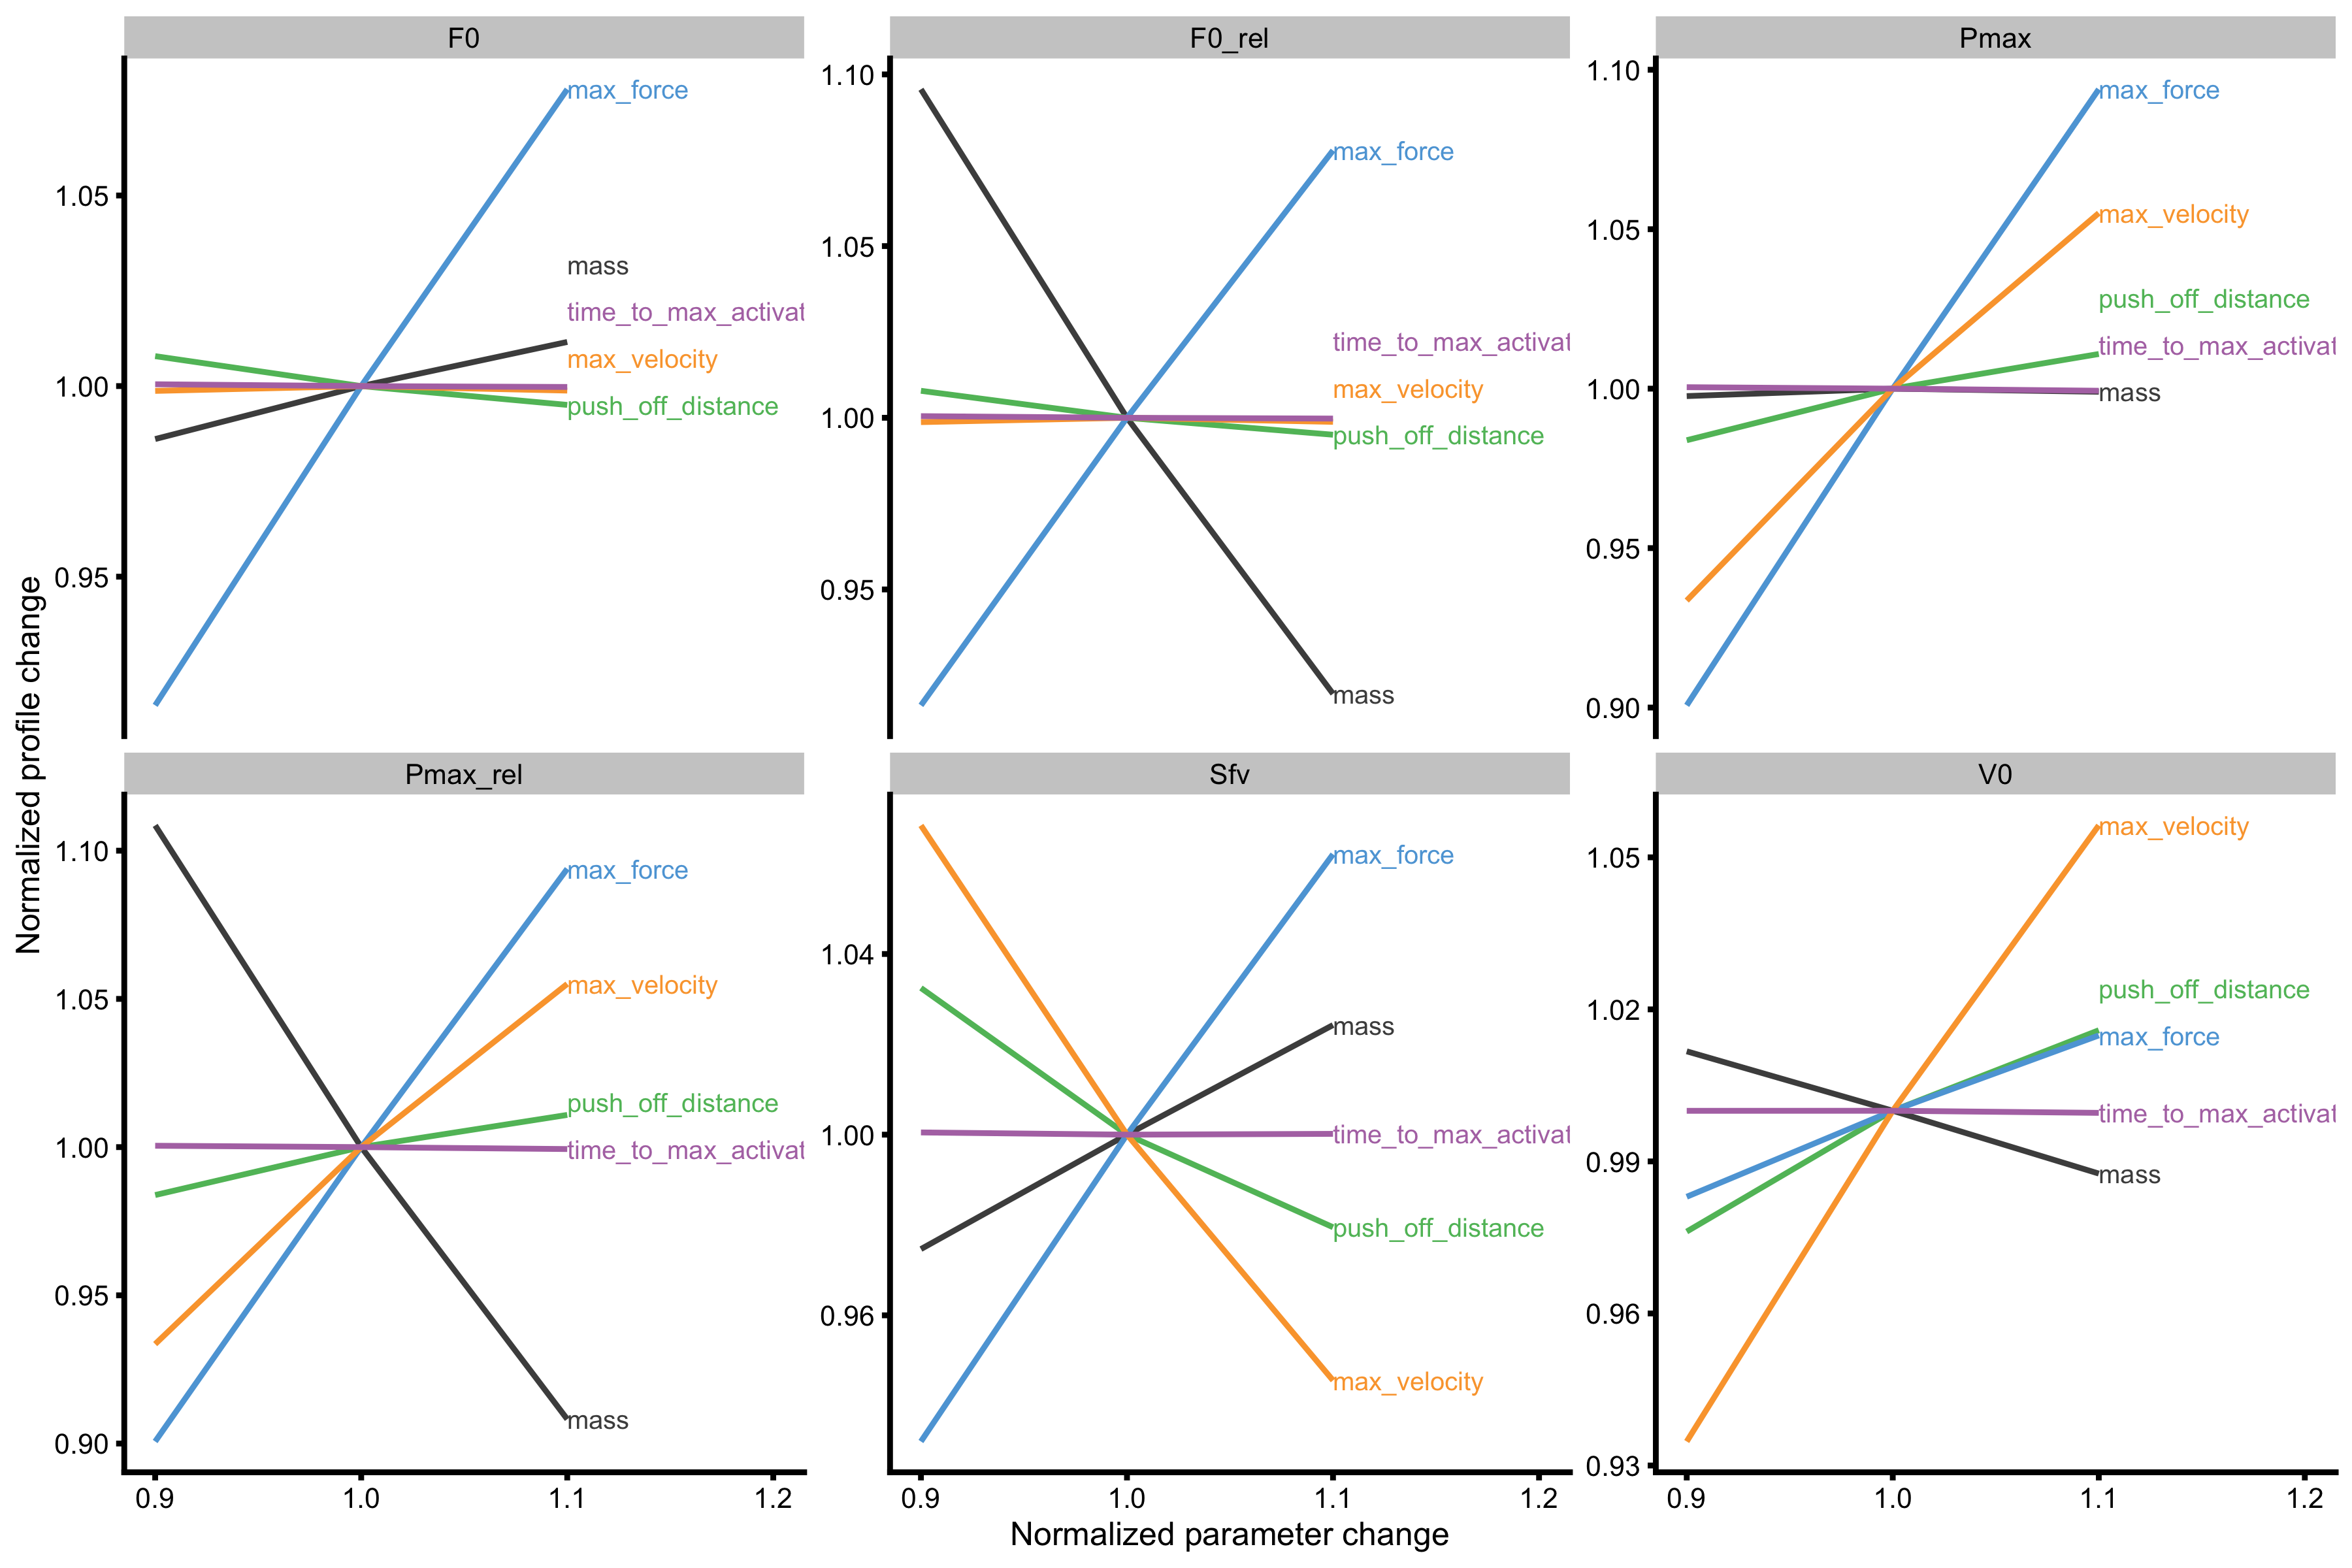 Normalized profile change
F0
1.05
1.00
0.95
max_force
mass
time_to_max_activat
max_velocity
push_off_distance
F0_rel
1.10
1.05
1.00
0.95
max_force
time_to_max_activat
max_velocity
push_off_distance
mass
Pmax
1.10
1.05
1.00
0.95
0.90
max_force
max_velocity
push_off_distance
time_to_max_activat
mass
Pmax_rel
1.10
1.05
1.00
0.95
0.90
max_force
max_velocity
push_off_distance
time_to_max_activat
mass
0.9 1.0 1.1 1.2
Sfv
1.04
1.00
0.96
max_force
mass
time_to_max_activat
push_off_distance
max_velocity
0.9 1.0 1.1 1.2
V0
1.05
1.02
0.99
0.96
0.93
max_velocity
push_off_distance
max_force
time_to_max_activat
mass
0.9 1.0 1.1 1.2
Normalized parameter change